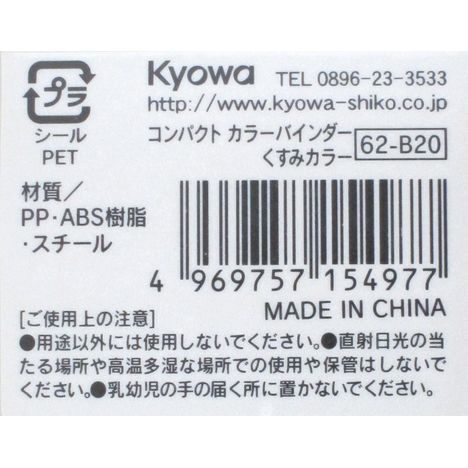 プラ
シール
PET
Kyowa TEL 0896-23-3533
http://www.kyowa-shiko.co.jp
コンパクト カラーバインダー
くすみカラー 62-B20
材質／
PP・ABS樹脂
・スチール
4 969757 154977
MADE IN CHINA
[ご使用上の注意]
●用途以外には使用しないでください。●直射日光の当
たる場所や高温多湿な場所での使用や保管はしないで
ください。●乳幼児の手の届く所に置かないでください。